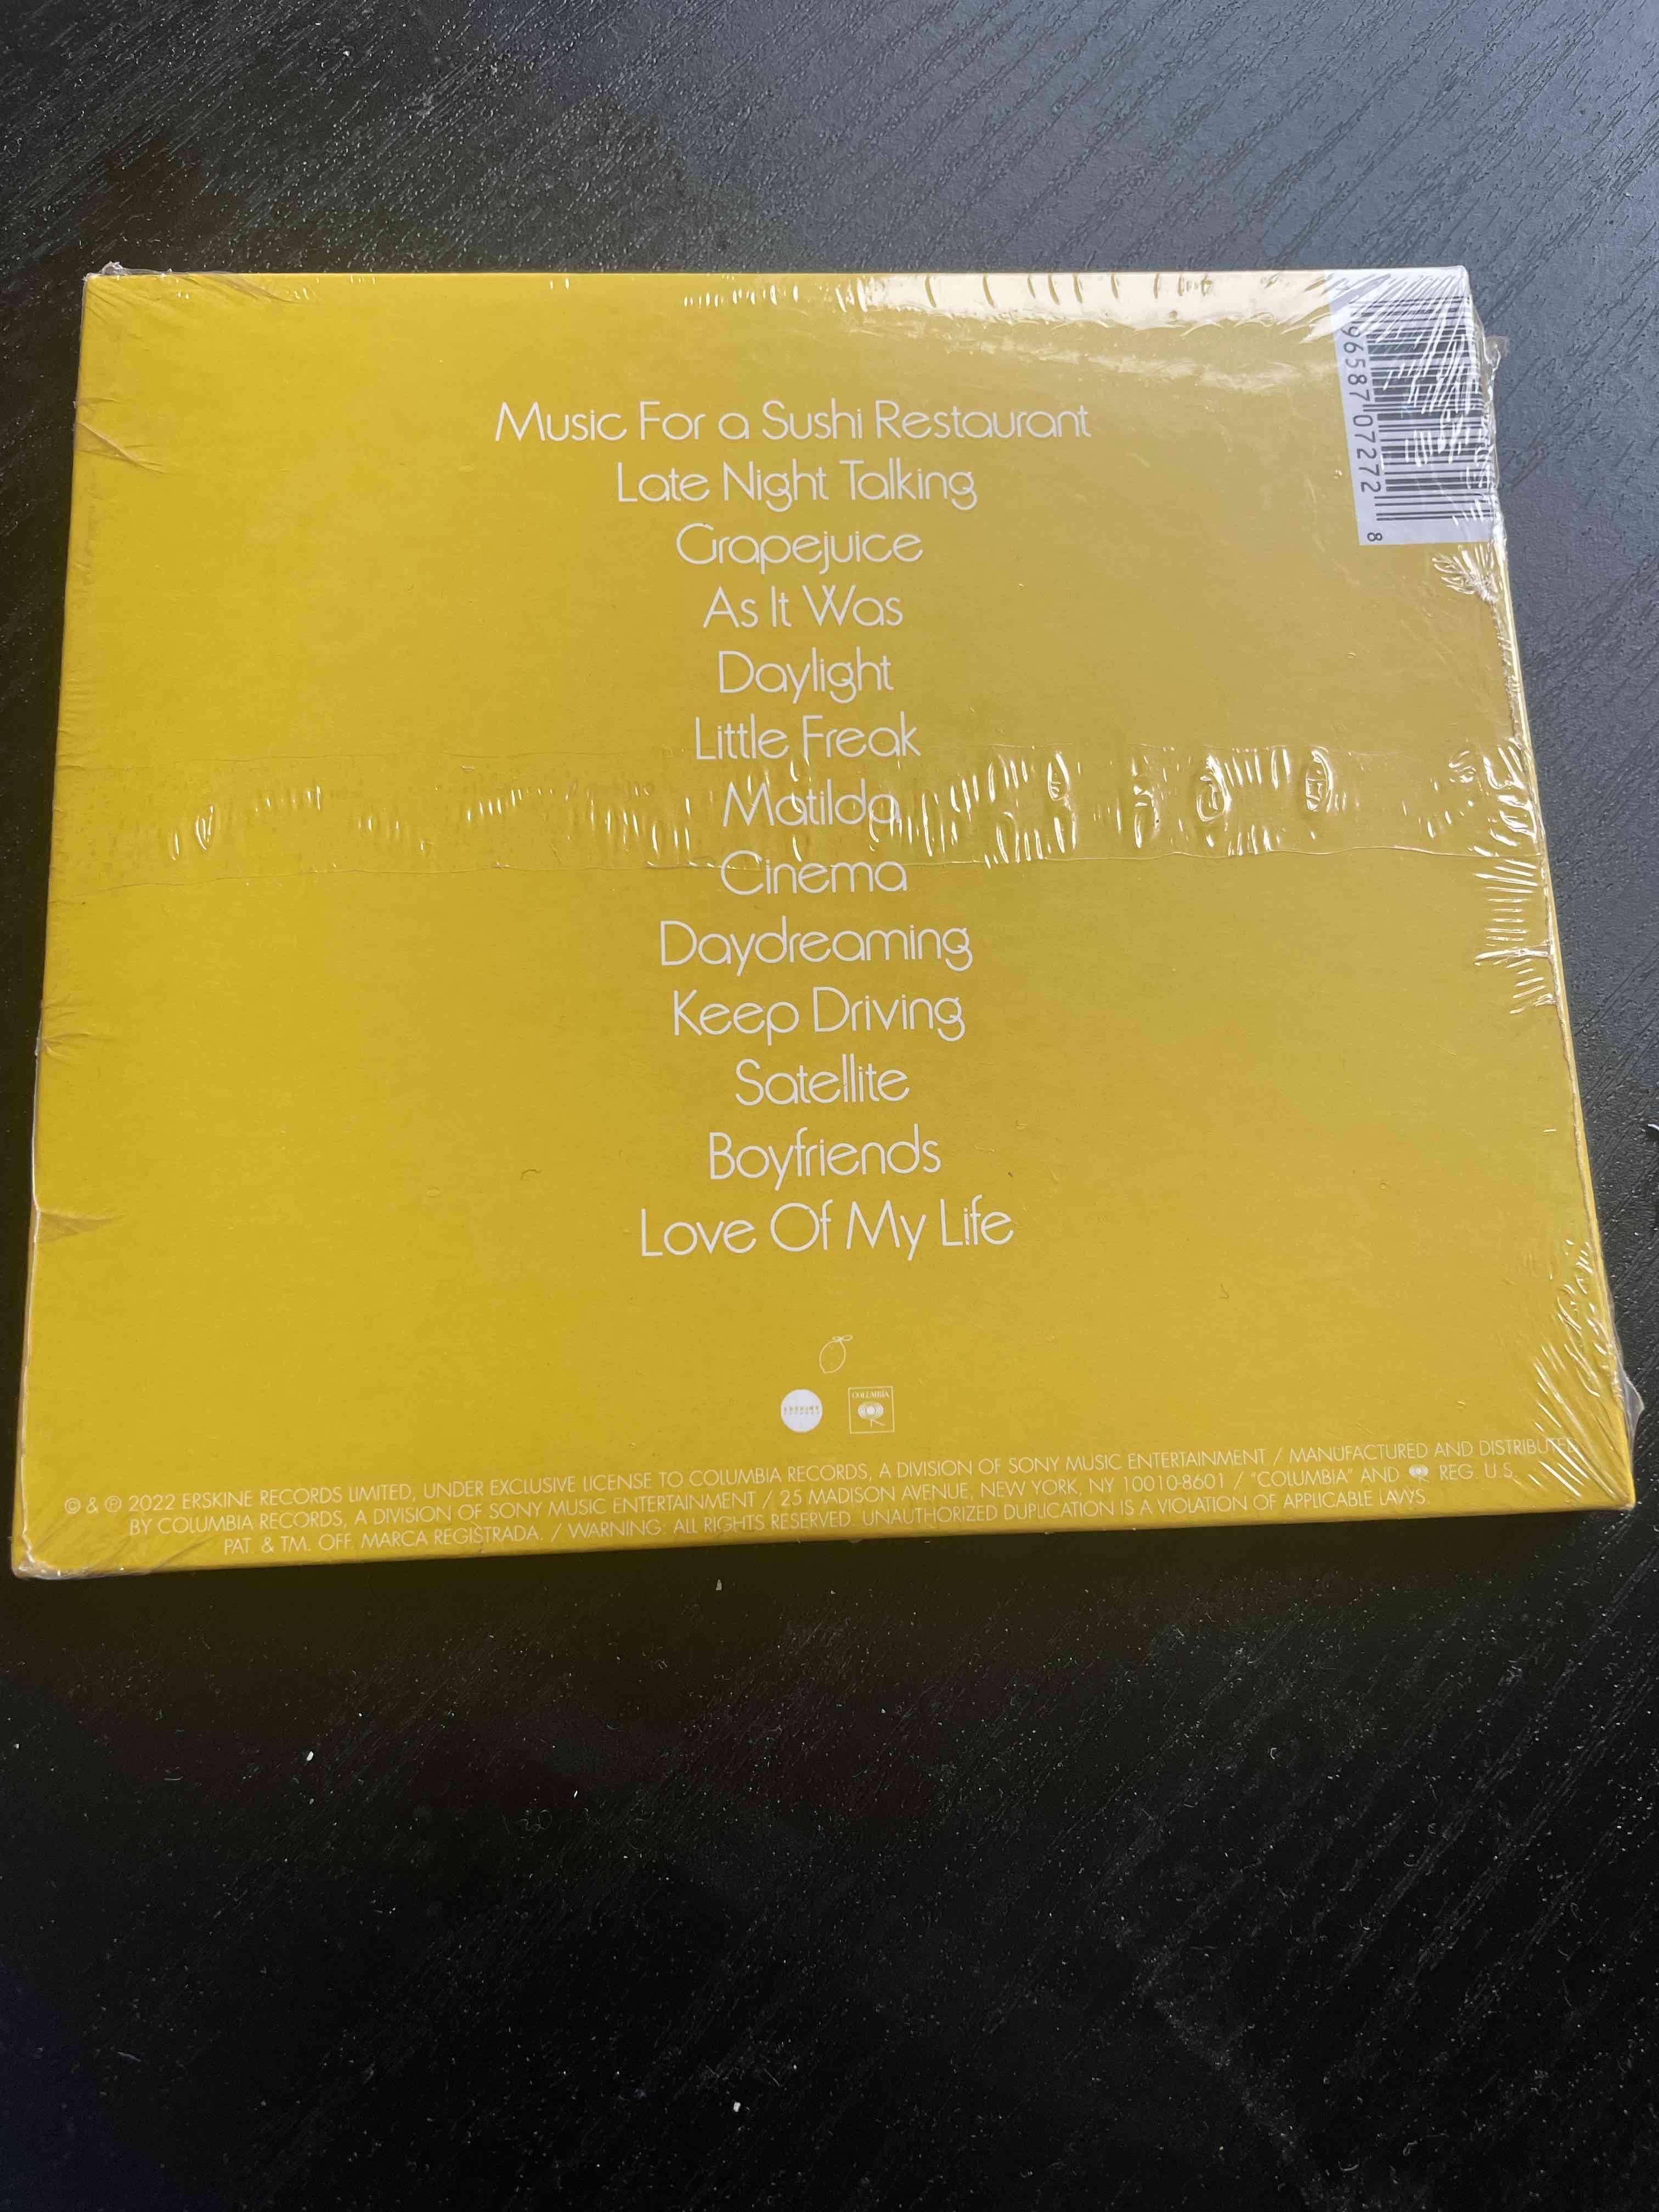 Music For a Sushi Restaurant
Late Night Talking
Grapejuice
As It Was
Daylight
Little Freak
Matilda
Cinema
Daydreaming
Keep Driving
Satellite
Boyfriends
Love Of My Life
COLUMBIA
© & ℗ 2022 ERSKINE RECORDS LIMITED, UNDER EXCLUSIVE LICENSE TO COLUMBIA RECORDS, A DIVISION OF SONY MUSIC ENTERTAINMENT / MANUFACTURED AND DISTRIBUTED
BY COLUMBIA RECORDS, A DIVISION OF SONY MUSIC ENTERTAINMENT / 25 MADISON AVENUE, NEW YORK, NY 10010-8601 / "COLUMBIA" AND REG. U.S.
PAT. & TM. OFF. MARCA REGISTRADA. / WARNING: ALL RIGHTS RESERVED. UNAUTHORIZED DUPLICATION IS A VIOLATION OF APPLICABLE LAWS.
96587 07272 8